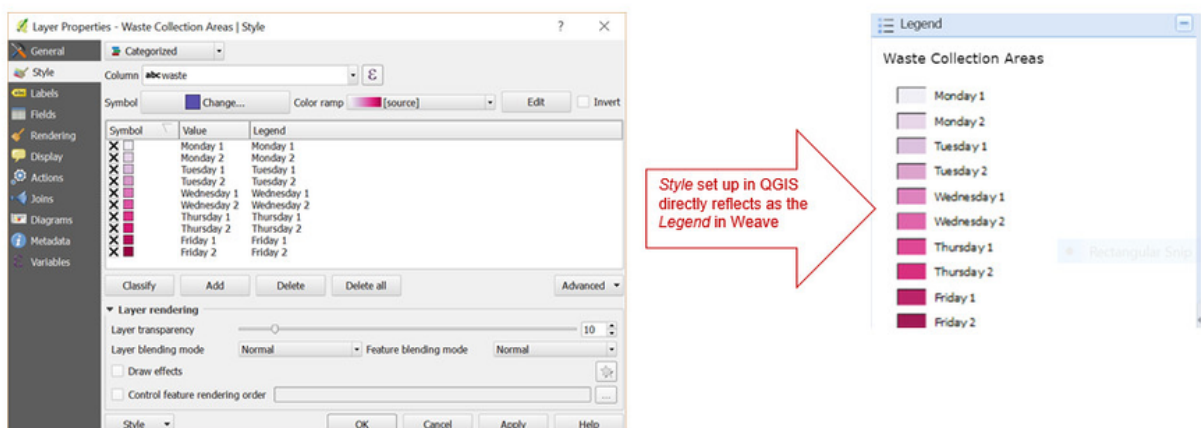 Layer Properties - Waste Collection Areas | Style
? ×
General
Style
Labels
Fields
Rendering
Display
Actions
Joins
Diagrams
Metadata
Variables
Categorized
Column abc waste ε
Symbol Change... Color ramp [source] Edit Invert
Symbol Value Legend
Monday 1 Monday 1
Monday 2 Monday 2
Tuesday 1 Tuesday 1
Tuesday 2 Tuesday 2
Wednesday 1 Wednesday 1
Wednesday 2 Wednesday 2
Thursday 1 Thursday 1
Thursday 2 Thursday 2
Friday 1 Friday 1
Friday 2 Friday 2
Classify Add Delete Delete all Advanced
Layer rendering
Layer transparency 10
Layer blending mode Normal Feature blending mode Normal
Draw effects
Control feature rendering order ...
Style OK Cancel Apply Help
Style set up in QGIS
directly reflects as the
Legend in Weave
Legend
Waste Collection Areas
Monday 1
Monday 2
Tuesday 1
Tuesday 2
Wednesday 1
Wednesday 2
Thursday 1
Thursday 2
Friday 1
Friday 2
Rectangular Snip